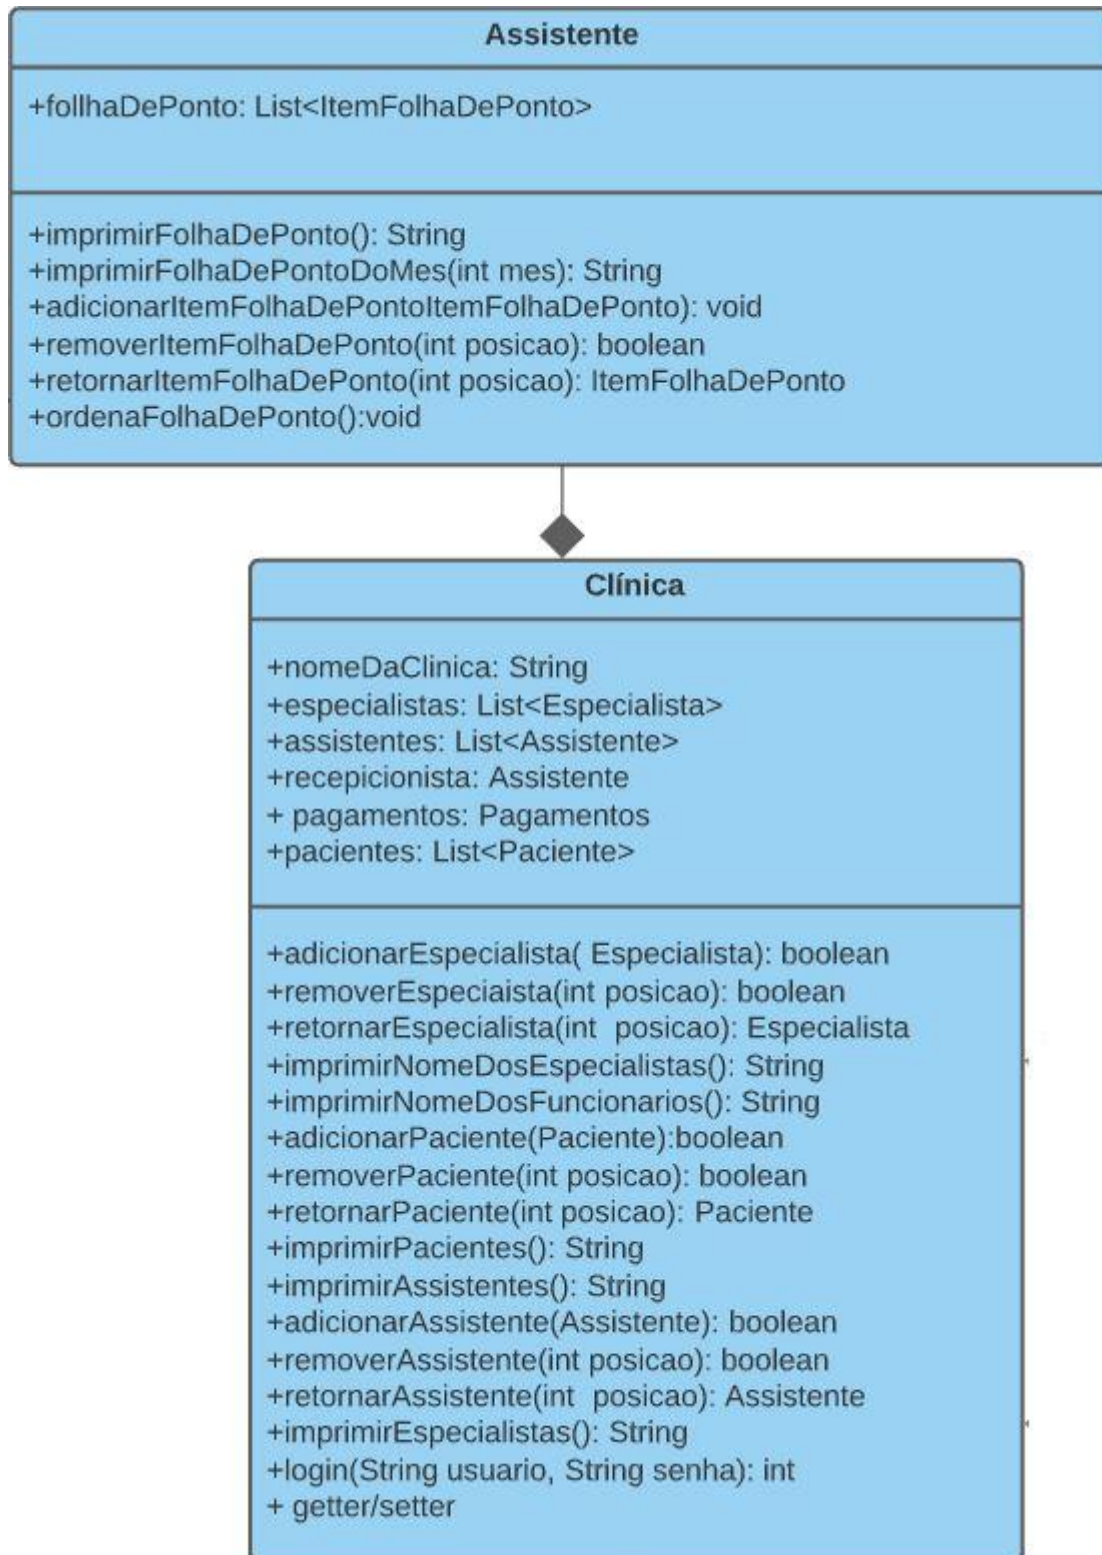 Assistente
+follhaDePonto: List<ItemFolhaDePonto>
+imprimirFolhaDePonto(): String
+imprimirFolhaDePontoDoMes(int mes): String
+adicionarItemFolhaDePontoItemFolhaDePonto): void
+removerItemFolhaDePonto(int posicao): boolean
+retornarItemFolhaDePonto(int posicao): ItemFolhaDePonto
+ordenaFolhaDePonto():void
Clínica
+nomeDaClinica: String
+especialistas: List<Especialista>
+assistentes: List<Assistente>
+recepicionista: Assistente
+ pagamentos: Pagamentos
+pacientes: List<Paciente>
+adicionarEspecialista( Especialista): boolean
+removerEspeciaista(int posicao): boolean
+retornarEspecialista(int  posicao): Especialista
+imprimirNomeDosEspecialistas(): String
+imprimirNomeDosFuncionarios(): String
+adicionarPaciente(Paciente):boolean
+removerPaciente(int posicao): boolean
+retornarPaciente(int posicao): Paciente
+imprimirPacientes(): String
+imprimirAssistentes(): String
+adicionarAssistente(Assistente): boolean
+removerAssistente(int posicao): boolean
+retornarAssistente(int  posicao): Assistente
+imprimirEspecialistas(): String
+login(String usuario, String senha): int
+ getter/setter